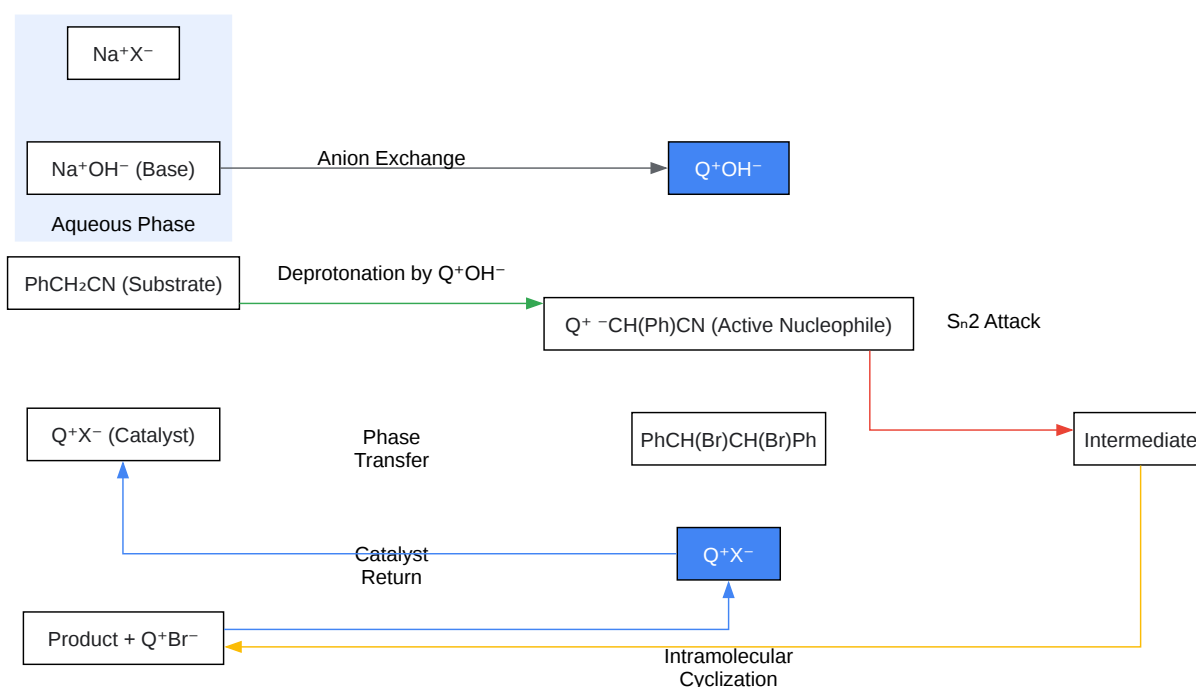 Na⁺X⁻
Na⁺OH⁻ (Base)
Anion Exchange
Q⁺OH⁻
Aqueous Phase
PhCH₂CN (Substrate)
Deprotonation by Q⁺OH⁻
Q⁺ ⁻CH(Ph)CN (Active Nucleophile)
Sₙ2 Attack
Q⁺X⁻ (Catalyst)
Phase
Transfer
PhCH(Br)CH(Br)Ph
Intermediate
Catalyst
Return
Q⁺X⁻
Product + Q⁺Br⁻
Intramolecular
Cyclization